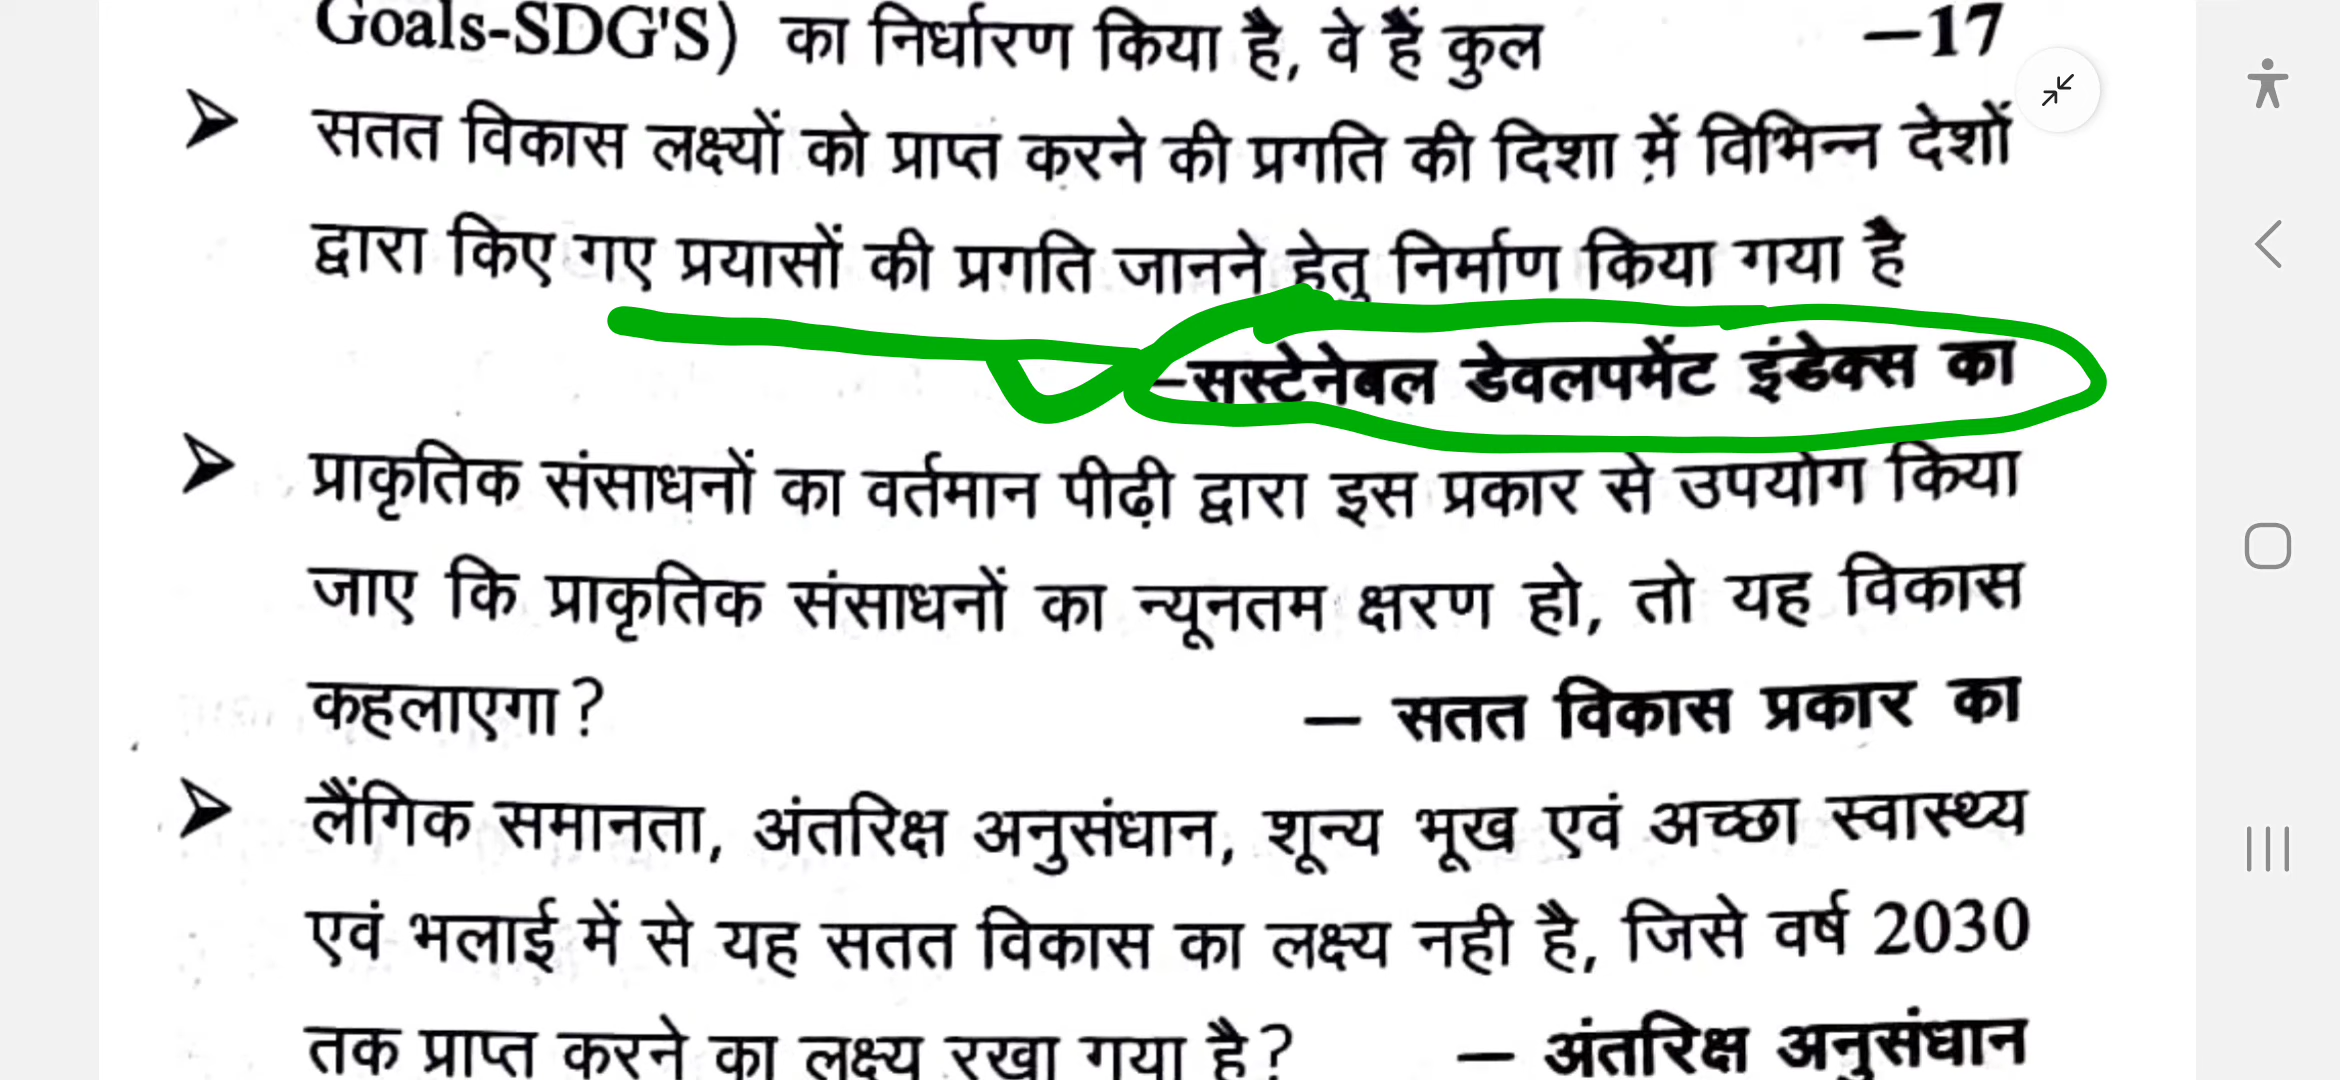 Goals-SDG'S) का निर्धारण किया है, वे हैं कुल —17
➢ सतत विकास लक्ष्यों को प्राप्त करने की प्रगति की दिशा में विभिन्न देशों
द्वारा किए गए प्रयासों की प्रगति जानने हेतु निर्माण किया गया है
—सस्टेनेबल डेवलपमेंट इंडेक्स का
➢ प्राकृतिक संसाधनों का वर्तमान पीढ़ी द्वारा इस प्रकार से उपयोग किया
जाए कि प्राकृतिक संसाधनों का न्यूनतम क्षरण हो, तो यह विकास
कहलाएगा? — सतत विकास प्रकार का
➢ लैंगिक समानता, अंतरिक्ष अनुसंधान, शून्य भूख एवं अच्छा स्वास्थ्य
एवं भलाई में से यह सतत विकास का लक्ष्य नही है, जिसे वर्ष 2030
तक प्राप्त करने का लक्ष्य रखा गया है? — अंतरिक्ष अनुसंधान